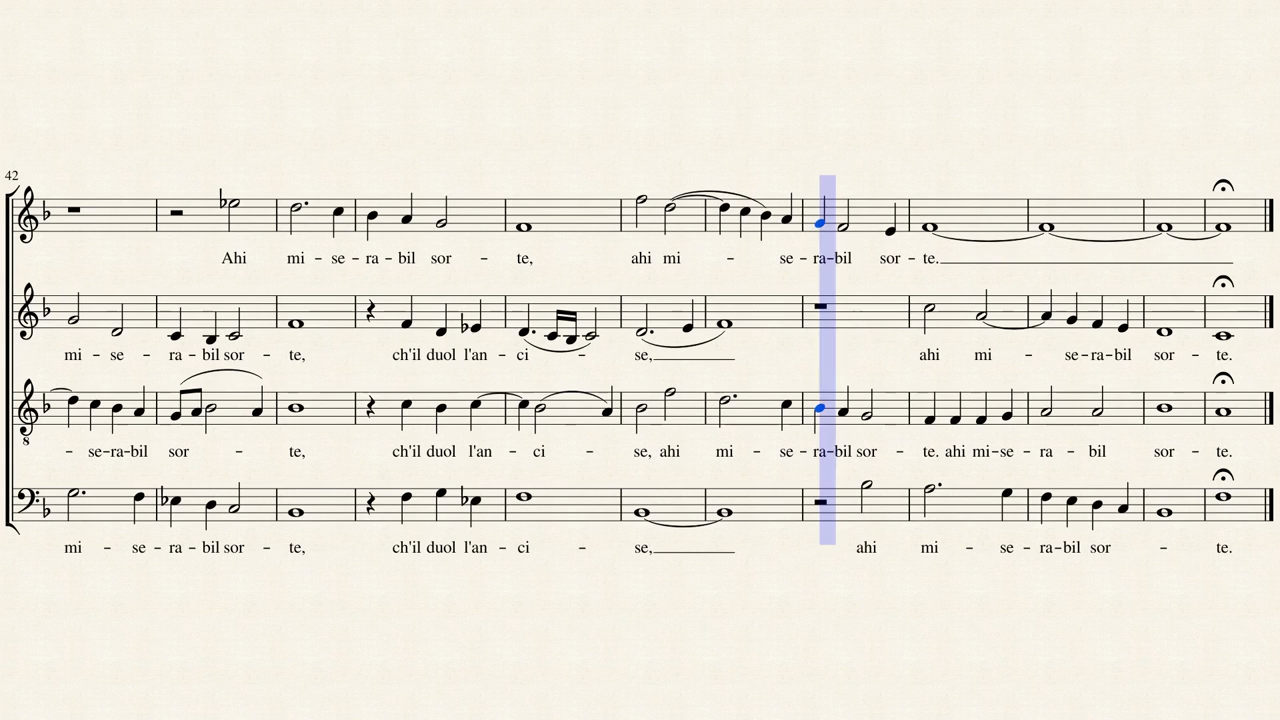 42
Ahi mi – se – ra – bil sor – te, ahi mi – se – ra – bil sor – te.
mi – se – ra – bil sor – te, ch'il duol l'an – ci – se, ahi mi – se – ra – bil sor – te.
– se – ra – bil sor – te, ch'il duol l'an – ci – se, ahi mi – se – ra – bil sor – te. ahi mi – se – ra – bil sor – te.
mi – se – ra – bil sor – te, ch'il duol l'an – ci – se, ahi mi – se – ra – bil sor – te.